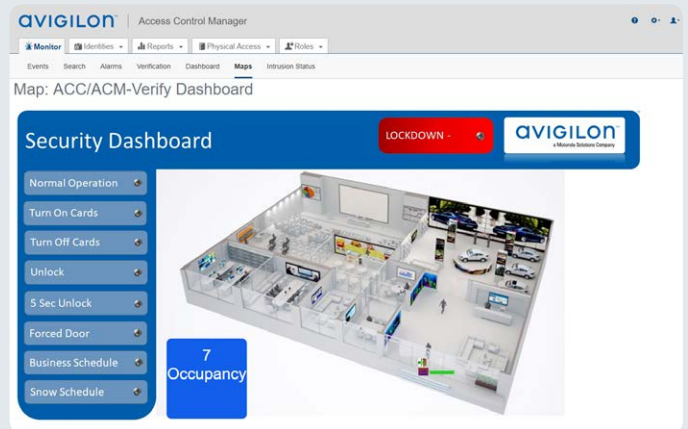 AVIGILON | Access Control Manager
Monitor Identities Reports Physical Access Roles
Events Search Alarms Verification Dashboard Maps Intrusion Status
Map: ACC/ACM-Verify Dashboard
Security Dashboard
LOCKDOWN -
AVIGILON
a Motorola Solutions Company
Normal Operation
Turn On Cards
Turn Off Cards
Unlock
5 Sec Unlock
Forced Door
Business Schedule
Snow Schedule
7
Occupancy